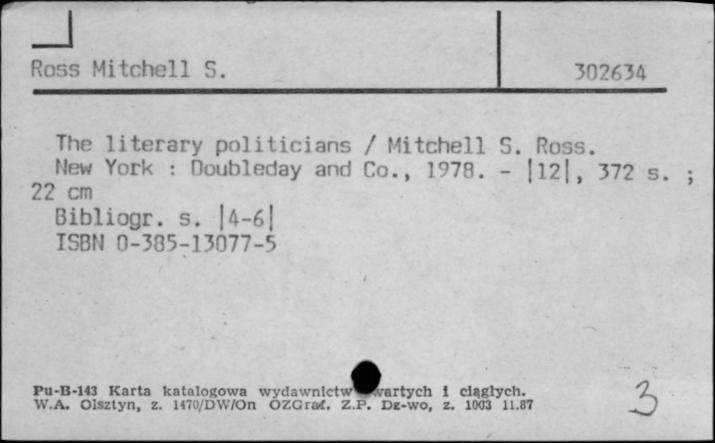 Ross Mitchell S.
302634
The literary politicians / Mitchell S. Ross.
New York : Doubleday and Co., 1978. - |12|, 372 s. ;
22 cm
Bibliogr. s. |4-6|
ISBN 0-385-13077-5
Pu-B-143 Karta katalogowa wydawnictw wartych i ciągłych.
W.A. Olsztyn, z. 1470/DW/On OZGraf. Z.P. Dz-wo, z. 1003 11.87
3